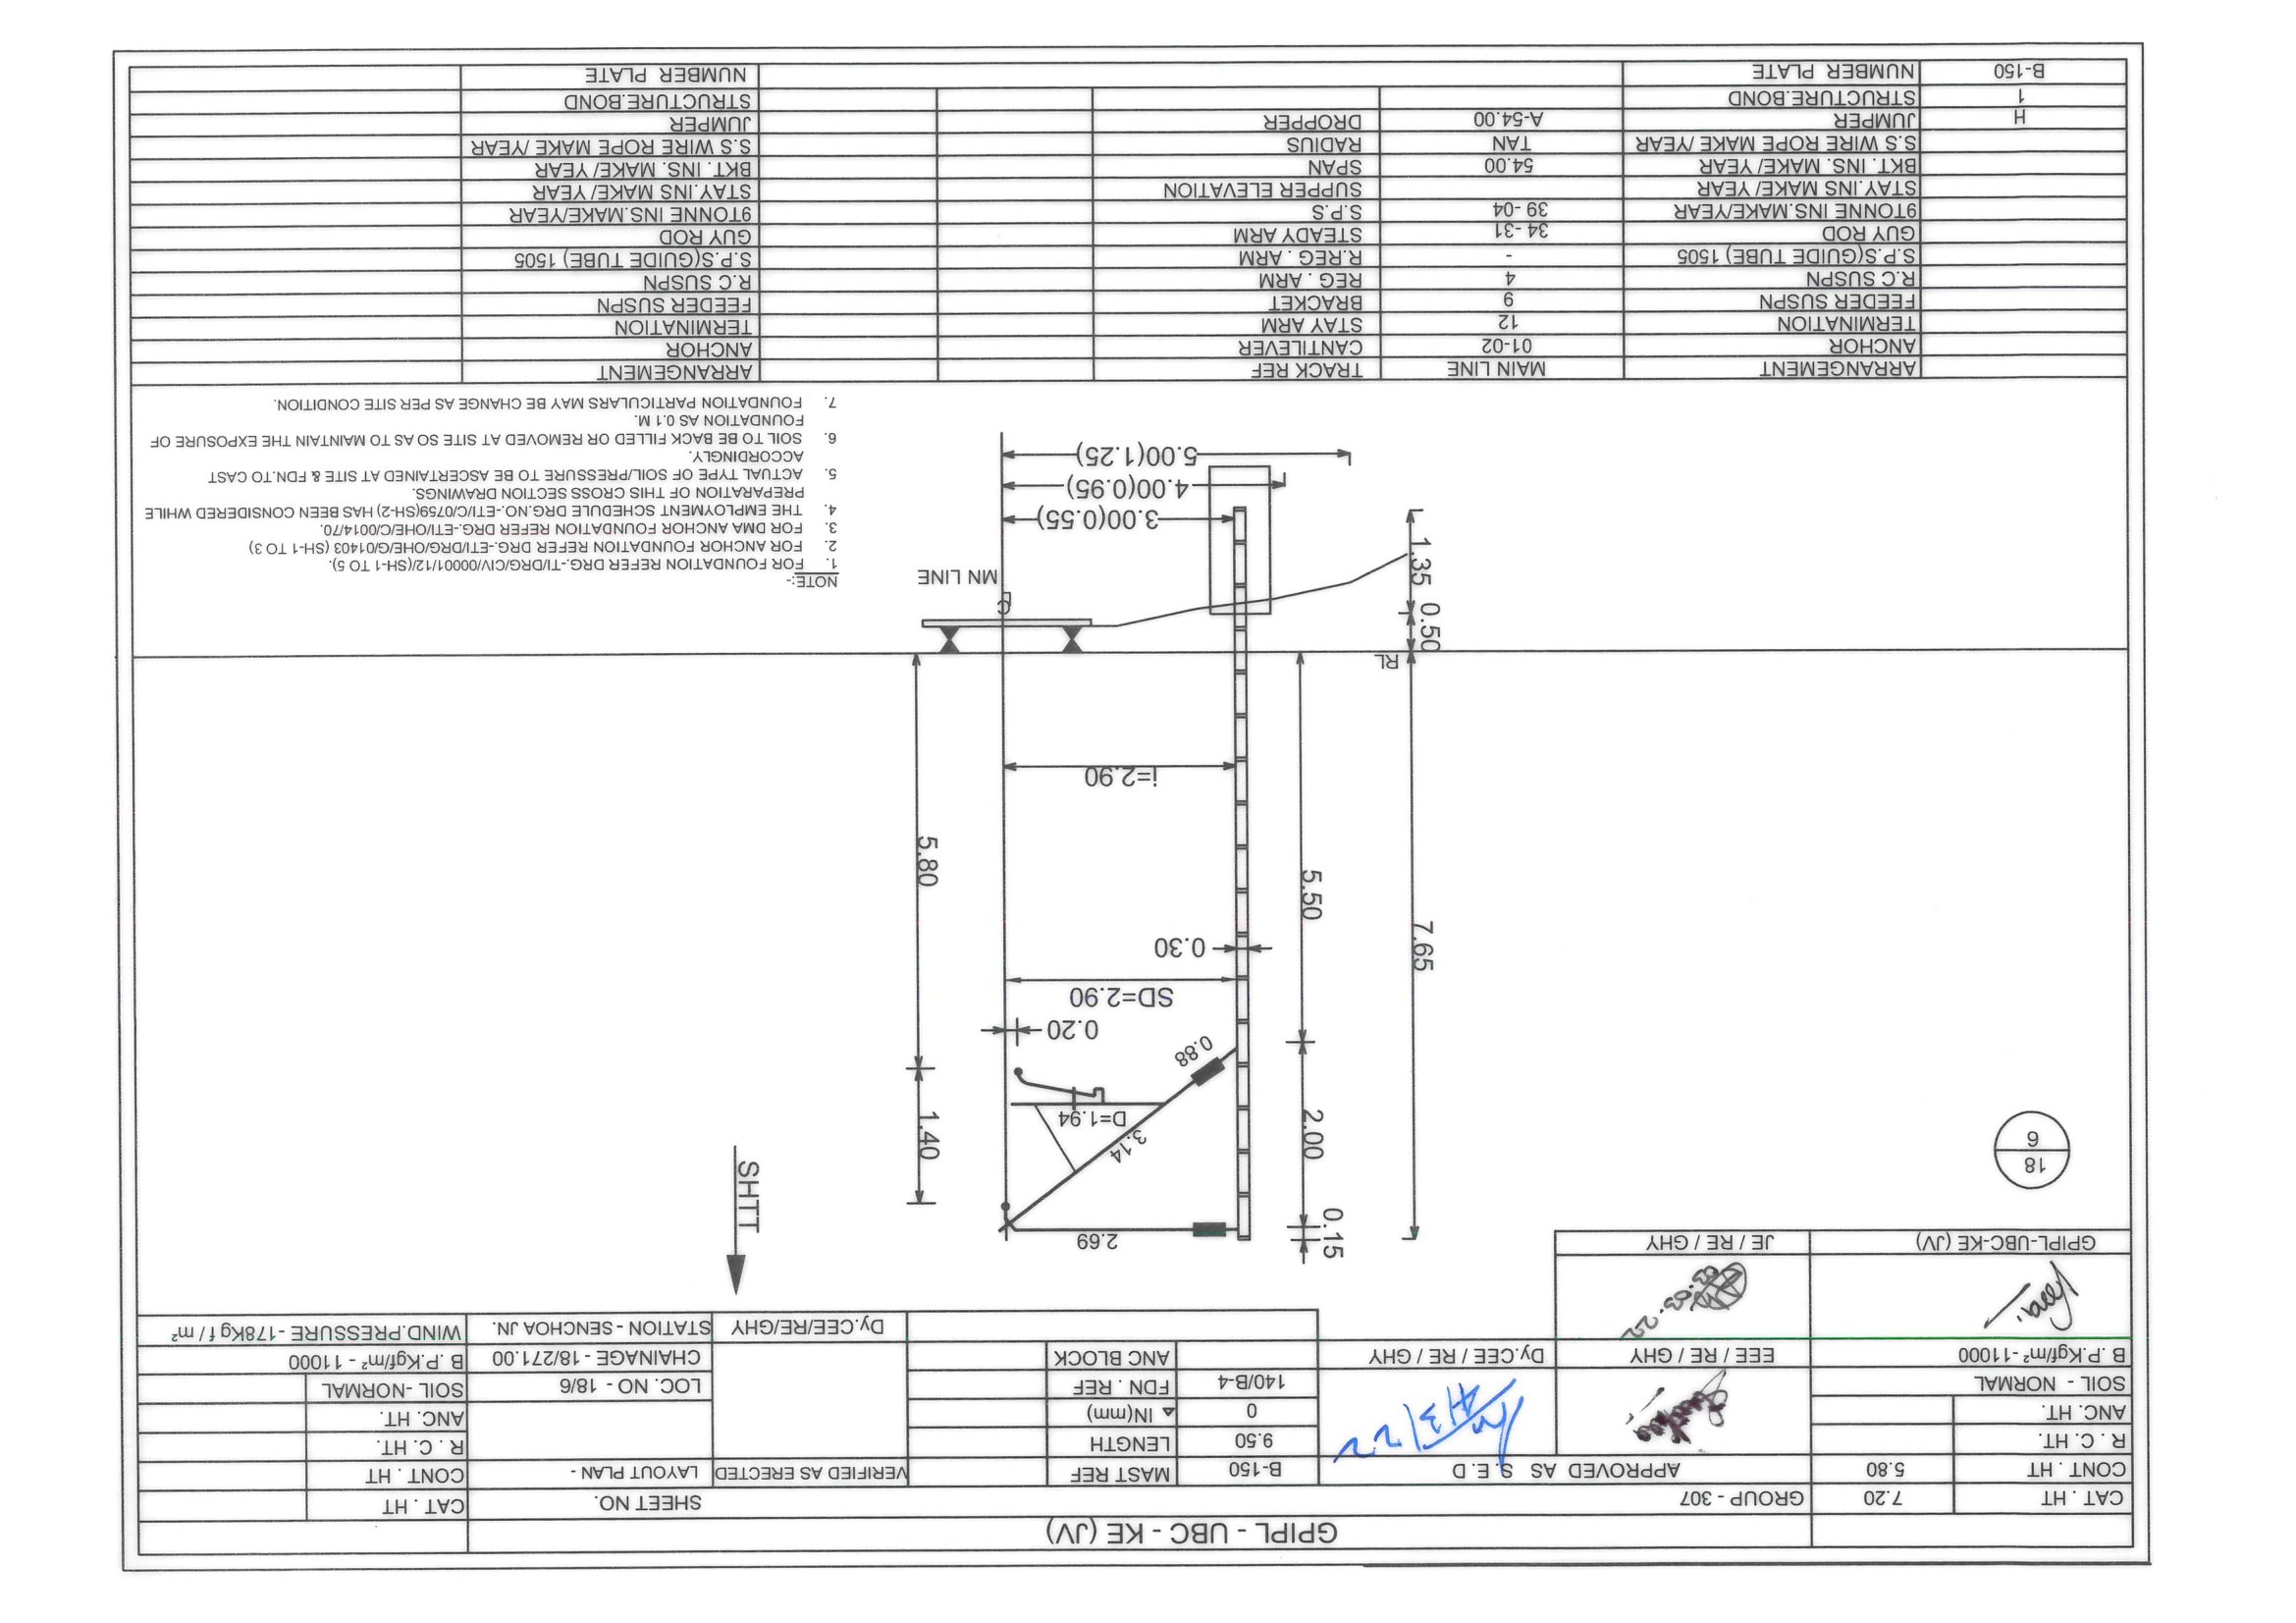 GPIPL - UBC - KE (JV)
CAT . HT 7.20 GROUP - 307 SHEET NO. CAT . HT
CONT . HT 5.80 APPROVED AS S. E. D B-150 MAST REF VERIFIED AS ERECTED LAYOUT PLAN - CONT . HT
R . C. HT. 9.50 LENGTH R . C. HT.
ANC. HT. 4/3/22 0 △ IN(mm) ANC. HT.
SOIL - NORMAL 140/B-4 FDN . REF LOC. NO - 18/6 SOIL -NORMAL
B .P.Kgf/m² -11000 EEE / RE / GHY Dy.CEE / RE / GHY ANC BLOCK CHAINAGE - 18/271.00 B .P.Kgf/m² - 11000
Dy.CEE/RE/GHY STATION - SENCHOA JN. WIND.PRESSURE -178Kg f / m²
03.03.22
GPIPL-UBC-KE (JV) JE / RE / GHY
18
6
0.15
2.69
SHTT
2.00
3.14
1.40
D=1.94
0.88
0.20
SD=2.90
7.65
0.30
5.50
5.80
i=2.90
RL
0.50
CL
MN LINE
1.35
3.00(0.55)
4.00(0.95)
5.00(1.25)
NOTE:-
1. FOR FOUNDATION REFER DRG.-TI/DRG/CIV/00001/12/(SH-1 TO 5).
2. FOR ANCHOR FOUNDATION REFER DRG.-ETI/DRG/OHE/G/01403 (SH-1 TO 3)
3. FOR DMA ANCHOR FOUNDATION REFER DRG.-ETI/OHE/C/0014/70.
4. THE EMPLOYMENT SCHEDULE DRG.NO.-ETI/C/0759(SH-2) HAS BEEN CONSIDERED WHILE
PREPARATION OF THIS CROSS SECTION DRAWINGS.
5. ACTUAL TYPE OF SOIL/PRESSURE TO BE ASCERTAINED AT SITE & FDN.TO CAST
ACCORDINGLY.
6. SOIL TO BE BACK FILLED OR REMOVED AT SITE SO AS TO MAINTAIN THE EXPOSURE OF
FOUNDATION AS 0.1 M.
7. FOUNDATION PARTICULARS MAY BE CHANGE AS PER SITE CONDITION.
ARRANGEMENT MAIN LINE TRACK REF ARRANGEMENT
ANCHOR 01-02 CANTILEVER ANCHOR
TERMINATION 12 STAY ARM TERMINATION
FEEDER SUSPN 9 BRACKET FEEDER SUSPN
R.C SUSPN 4 REG . ARM R.C SUSPN
S.P.S(GUIDE TUBE) 1505 - R.REG . ARM S.P.S(GUIDE TUBE) 1505
GUY ROD 34 -31 STEADY ARM GUY ROD
9TONNE INS.MAKE/YEAR 39 -04 S.P.S 9TONNE INS.MAKE/YEAR
STAY.INS MAKE/ YEAR SUPPER ELEVATION STAY.INS MAKE/ YEAR
BKT. INS. MAKE/ YEAR 54.00 SPAN BKT. INS. MAKE/ YEAR
S.S WIRE ROPE MAKE /YEAR TAN RADIUS S.S WIRE ROPE MAKE /YEAR
H JUMPER A-54.00 DROPPER JUMPER
1 STRUCTURE.BOND STRUCTURE.BOND
B-150 NUMBER PLATE NUMBER PLATE